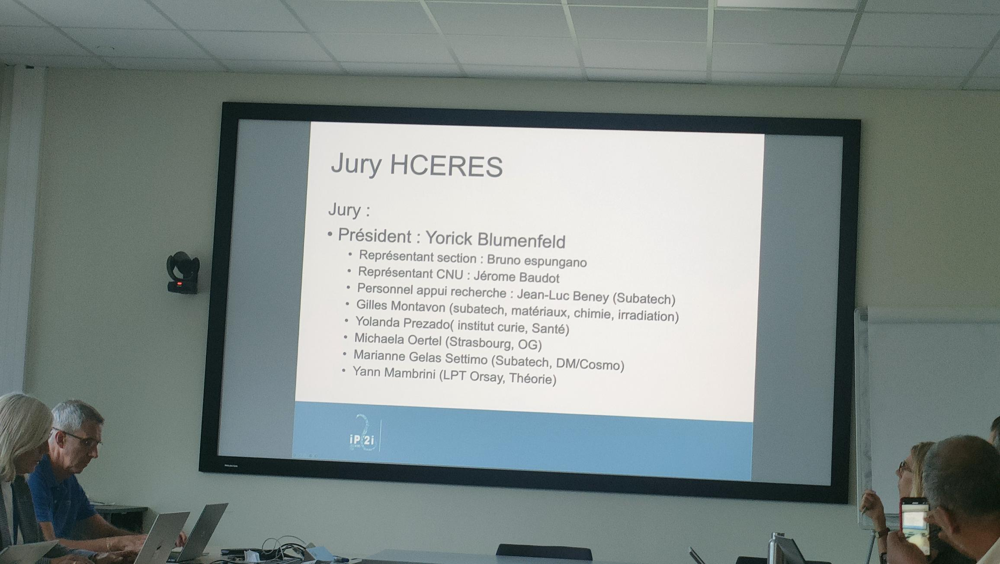 Jury HCERES
Jury :
• Président : Yorick Blumenfeld
• Représentant section : Bruno espungano
• Représentant CNU : Jérome Baudot
• Personnel appui recherche : Jean-Luc Beney (Subatech)
• Gilles Montavon (subatech, matériaux, chimie, irradiation)
• Yolanda Prezado( institut curie, Santé)
• Michaela Oertel (Strasbourg, OG)
• Marianne Gelas Settimo (Subatech, DM/Cosmo)
• Yann Mambrini (LPT Orsay, Théorie)
iP 2i